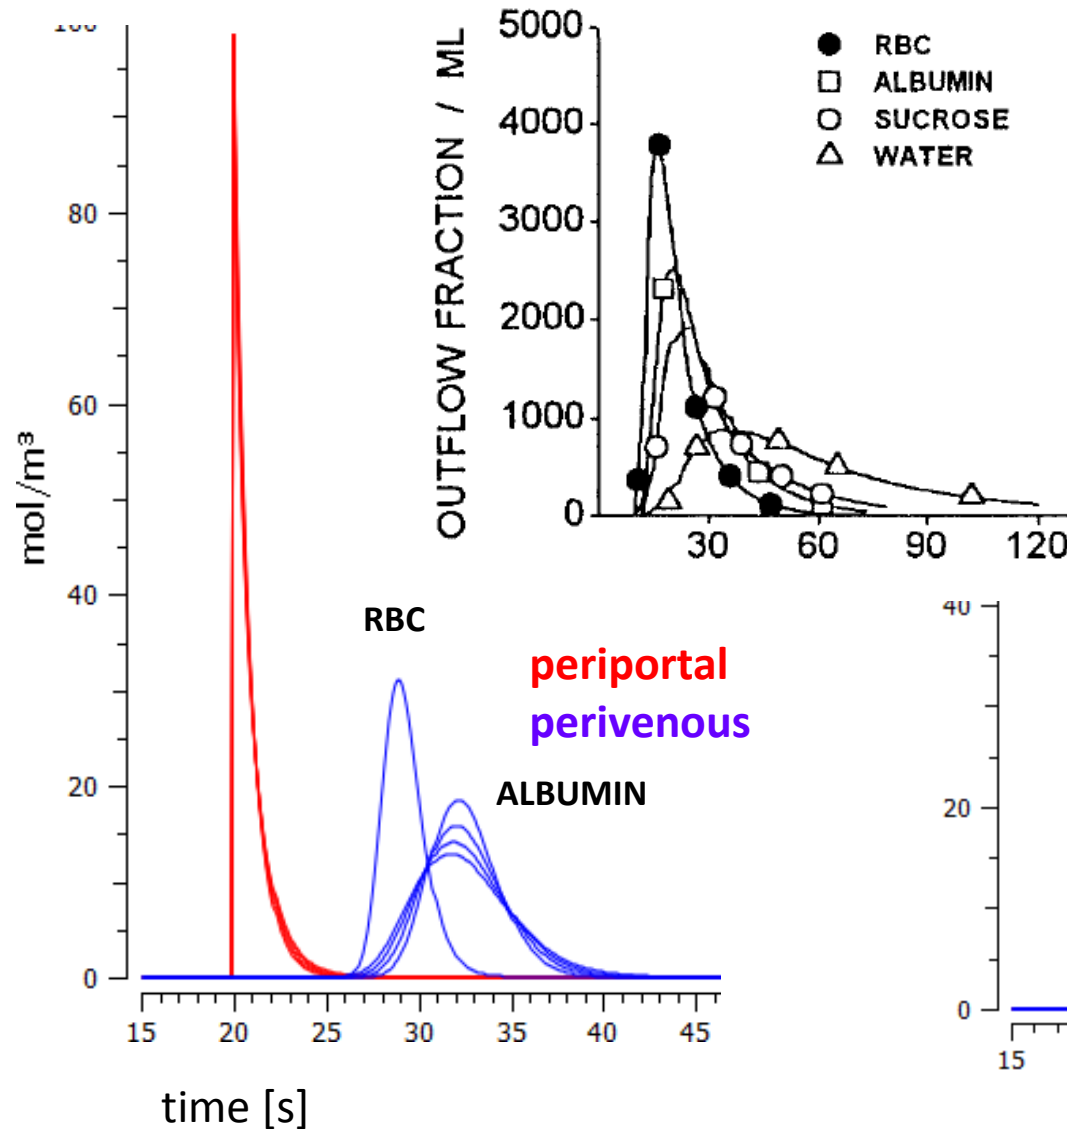 80
60
40
20
0
mol/m³
15 20 25 30 35 40 45
time [s]
RBC
periportal
perivenous
ALBUMIN
OUTFLOW FRACTION / ML
5000
4000
3000
2000
1000
0
30 60 90 120
RBC
ALBUMIN
SUCROSE
WATER
40
20
0
15